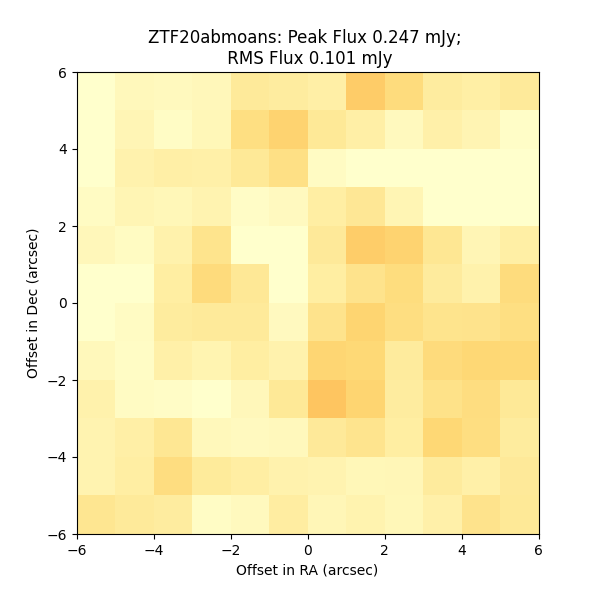 ZTF20abmoans: Peak Flux 0.247 mJy;
RMS Flux 0.101 mJy
6
4
2
0
−2
−4
−6
Offset in Dec (arcsec)
−6 −4 −2 0 2 4 6
Offset in RA (arcsec)